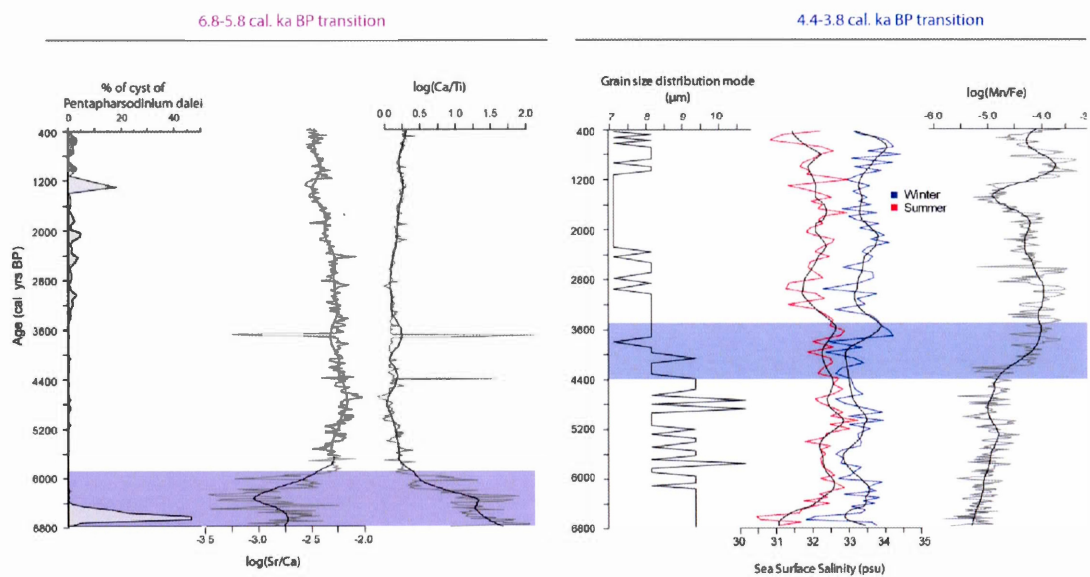 6.8-5.8 cal. ka BP transition
4.4-3.8 cal. ka BP transition
% of cyst of
Pentapharsodinium dalei
log(Ca/Ti)
Grain size distribution mode
(µm)
log(Mn/Fe)
0 20 40
0.0 1.0 2.0
7 8 9 10
-6.0 -5.0 -4.0
400
1200
2000
2800
3600
4400
5200
6000
6800
Age (cal. yrs BP)
-3.5 -3.0 -2.5 -2.0
log(Sr/Ca)
400
1200
2000
2800
3600
4400
5200
6000
6800
Winter
Summer
30 31 32 33 34 35
Sea Surface Salinity (psu)